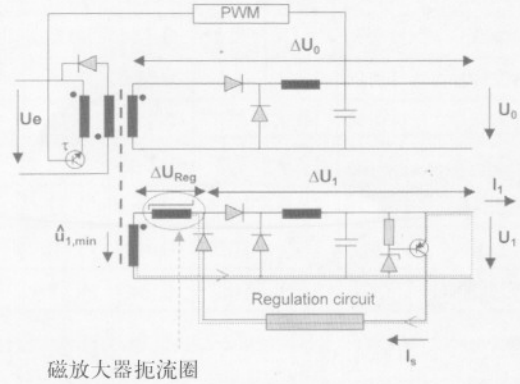 PWM
ΔU₀
Ue
τ
U₀
ΔU_Reg
ΔU₁
I₁
û₁,min
U₁
Regulation circuit
Iₛ
磁放大器扼流圈